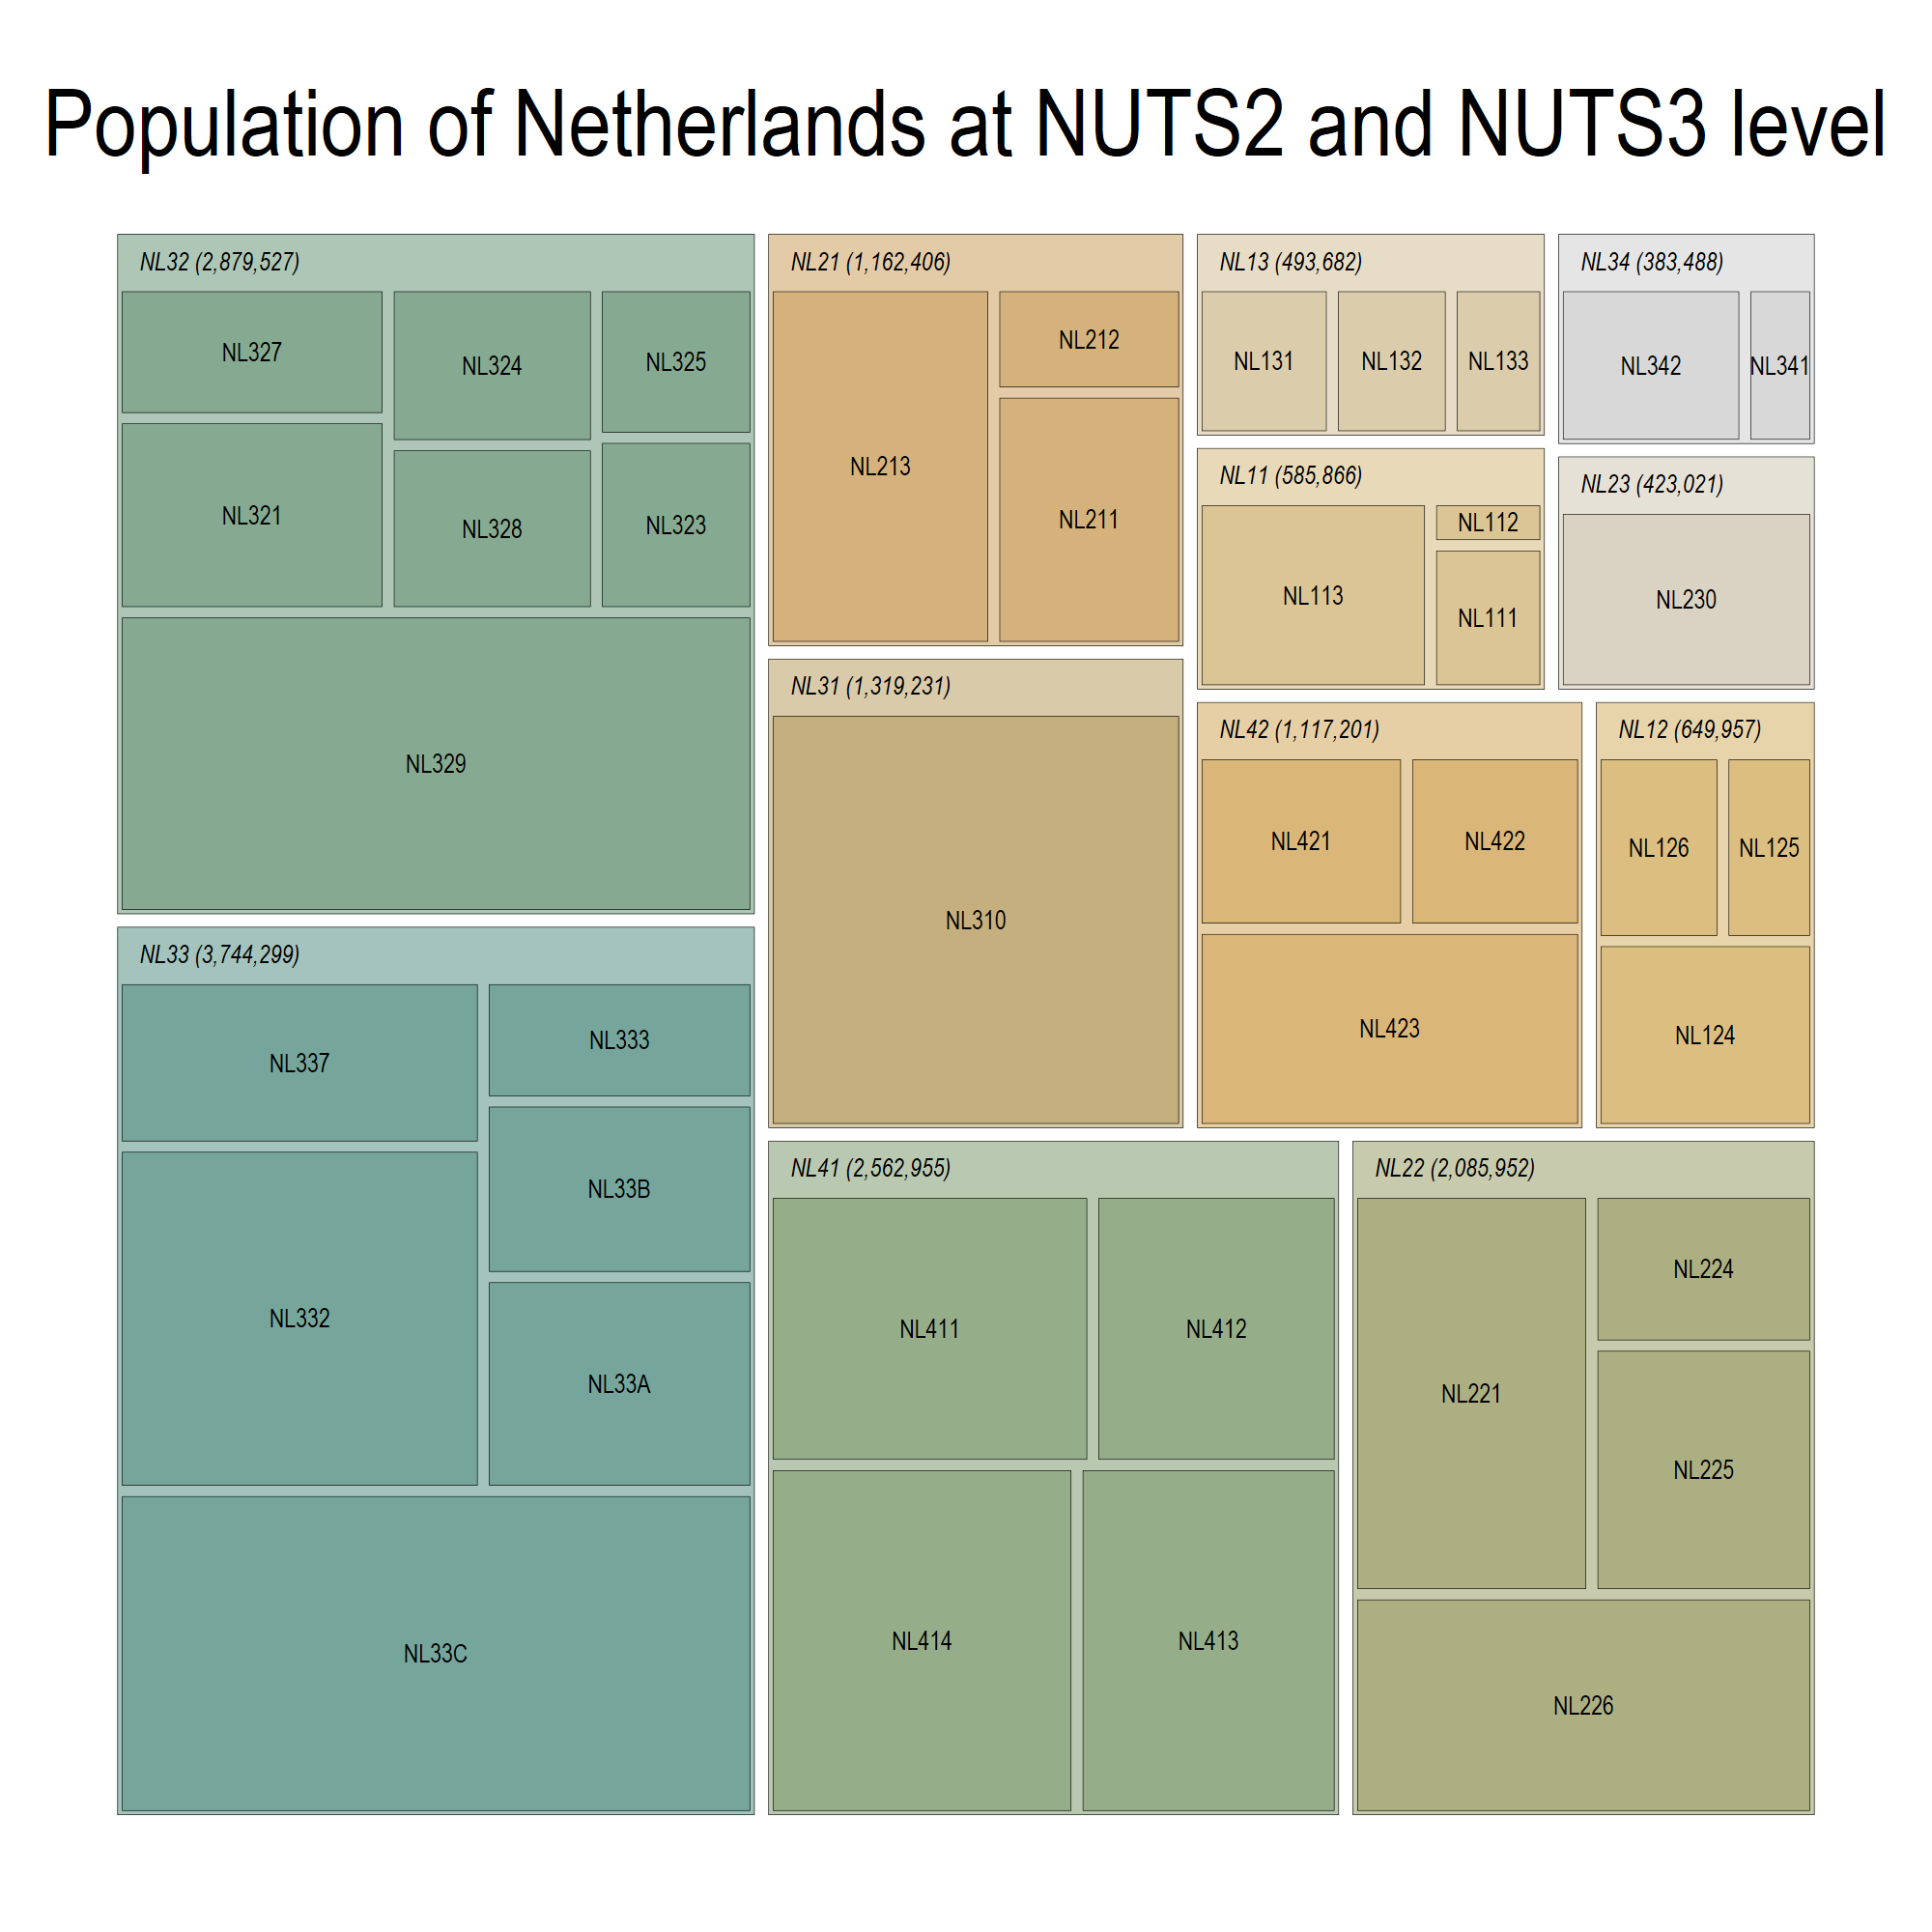 Population of Netherlands at NUTS2 and NUTS3 level
NL32 (2,879,527)
NL327
NL324
NL325
NL321
NL328
NL323
NL329
NL33 (3,744,299)
NL337
NL333
NL33B
NL332
NL33A
NL33C
NL21 (1,162,406)
NL213
NL212
NL211
NL31 (1,319,231)
NL310
NL41 (2,562,955)
NL411
NL412
NL414
NL413
NL13 (493,682)
NL131
NL132
NL133
NL11 (585,866)
NL113
NL112
NL111
NL34 (383,488)
NL342
NL341
NL23 (423,021)
NL230
NL42 (1,117,201)
NL421
NL422
NL423
NL12 (649,957)
NL126
NL125
NL124
NL22 (2,085,952)
NL221
NL224
NL225
NL226